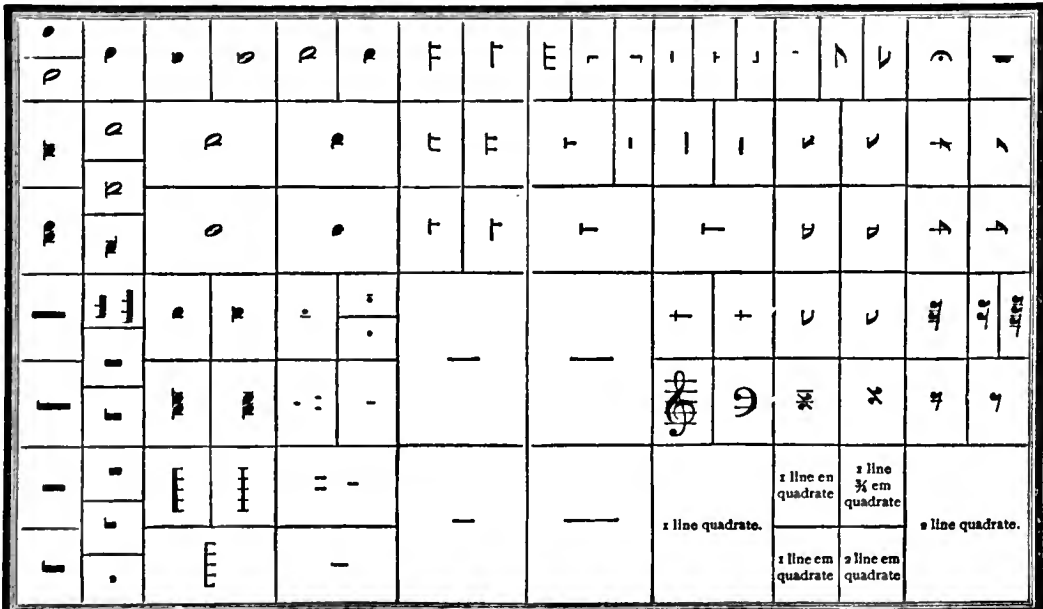 1 line en
quadrate
1 line
¾ em
quadrate
1 line quadrate.
2 line quadrate.
1 line em
quadrate
2 line em
quadrate